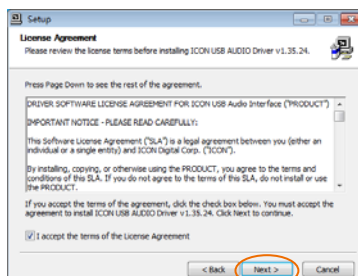 Setup
License Agreement
Please review the license terms before installing ICON USB AUDIO Driver v1.35.24.
Press Page Down to see the rest of the agreement.
DRIVER SOFTWARE LICENSE AGREEMENT FOR ICON USB Audio Interface ("PRODUCT")
IMPORTANT NOTICE - PLEASE READ CAREFULLY:
This Software License Agreement ("SLA") is a legal agreement between you (either an
individual or a single entity) and ICON Digital Corp. ("ICON").
By installing, copying, or otherwise using the PRODUCT, you agree to the terms and
conditions of this SLA. If you do not agree to the terms of this SLA, do not install or use
the PRODUCT.
If you accept the terms of the agreement, click the check box below. You must accept the
agreement to install ICON USB AUDIO Driver v1.35.24. Click Next to continue.
I accept the terms of the License Agreement
< Back Next > Cancel